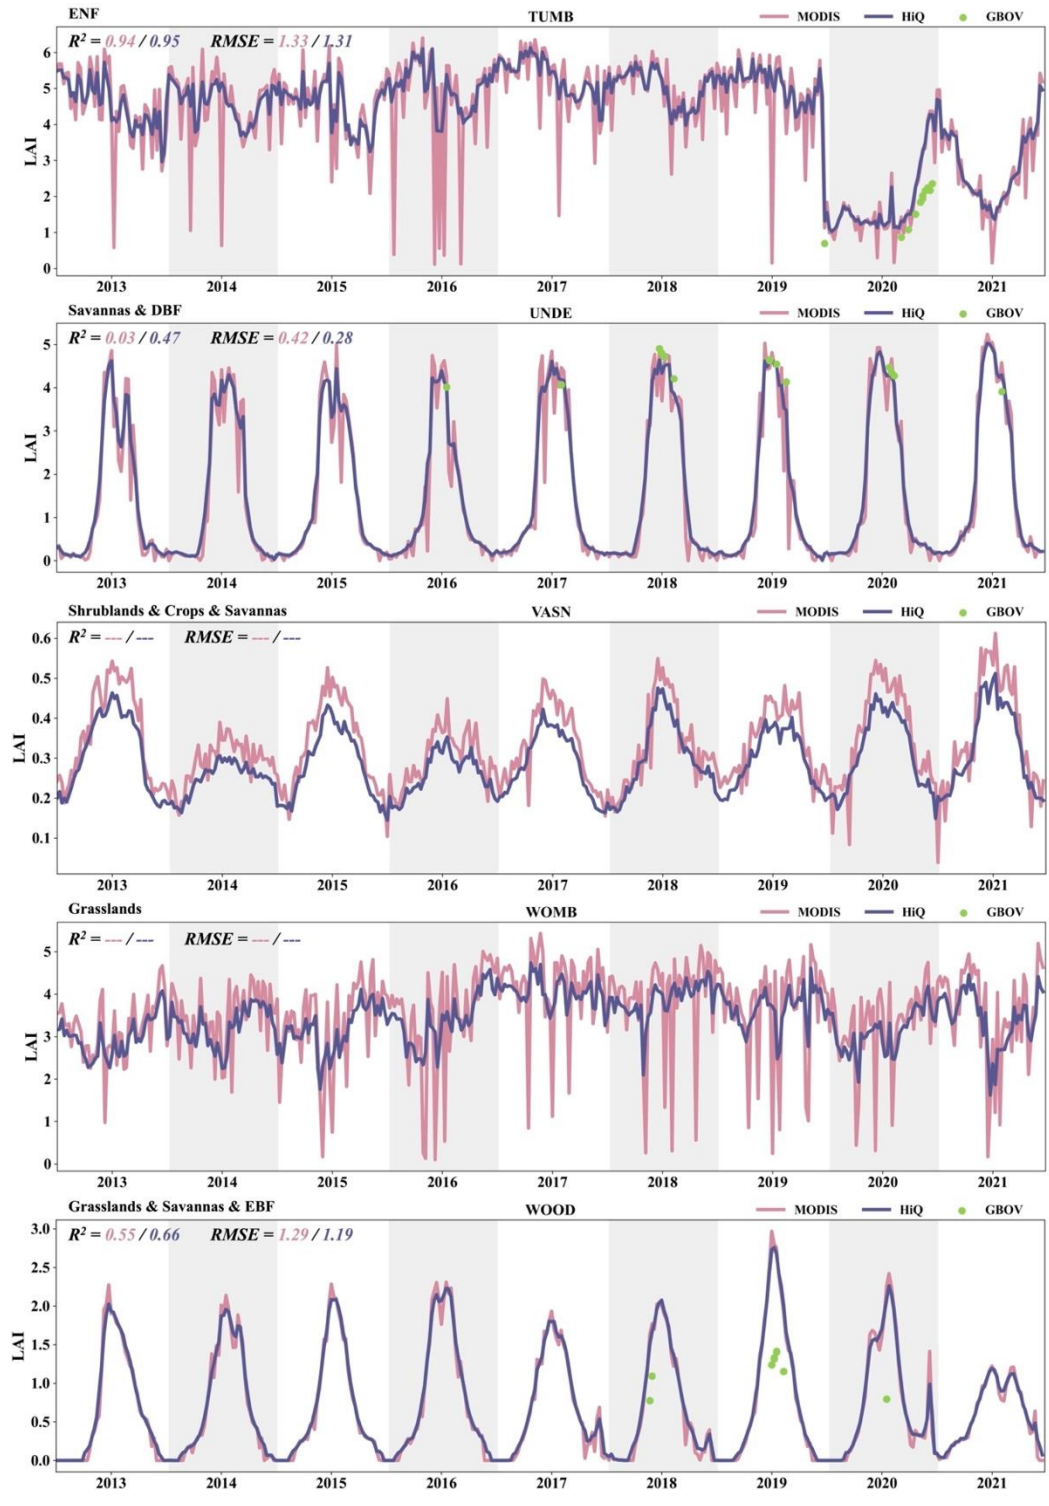 ENF TUMB MODIS HiQ GBOV
R² = 0.94 / 0.95 RMSE = 1.33 / 1.31
6
5
4
3
2
1
0
LAI
2013 2014 2015 2016 2017 2018 2019 2020 2021
Savannas & DBF UNDE MODIS HiQ GBOV
R² = 0.03 / 0.47 RMSE = 0.42 / 0.28
5
4
3
2
1
0
LAI
2013 2014 2015 2016 2017 2018 2019 2020 2021
Shrublands & Crops & Savannas VASN MODIS HiQ GBOV
R² = --- / --- RMSE = --- / ---
0.6
0.5
0.4
0.3
0.2
0.1
LAI
2013 2014 2015 2016 2017 2018 2019 2020 2021
Grasslands WOMB MODIS HiQ GBOV
R² = --- / --- RMSE = --- / ---
5
4
3
2
1
0
LAI
2013 2014 2015 2016 2017 2018 2019 2020 2021
Grasslands & Savannas & EBF WOOD MODIS HiQ GBOV
R² = 0.55 / 0.66 RMSE = 1.29 / 1.19
3.0
2.5
2.0
1.5
1.0
0.5
0.0
LAI
2013 2014 2015 2016 2017 2018 2019 2020 2021